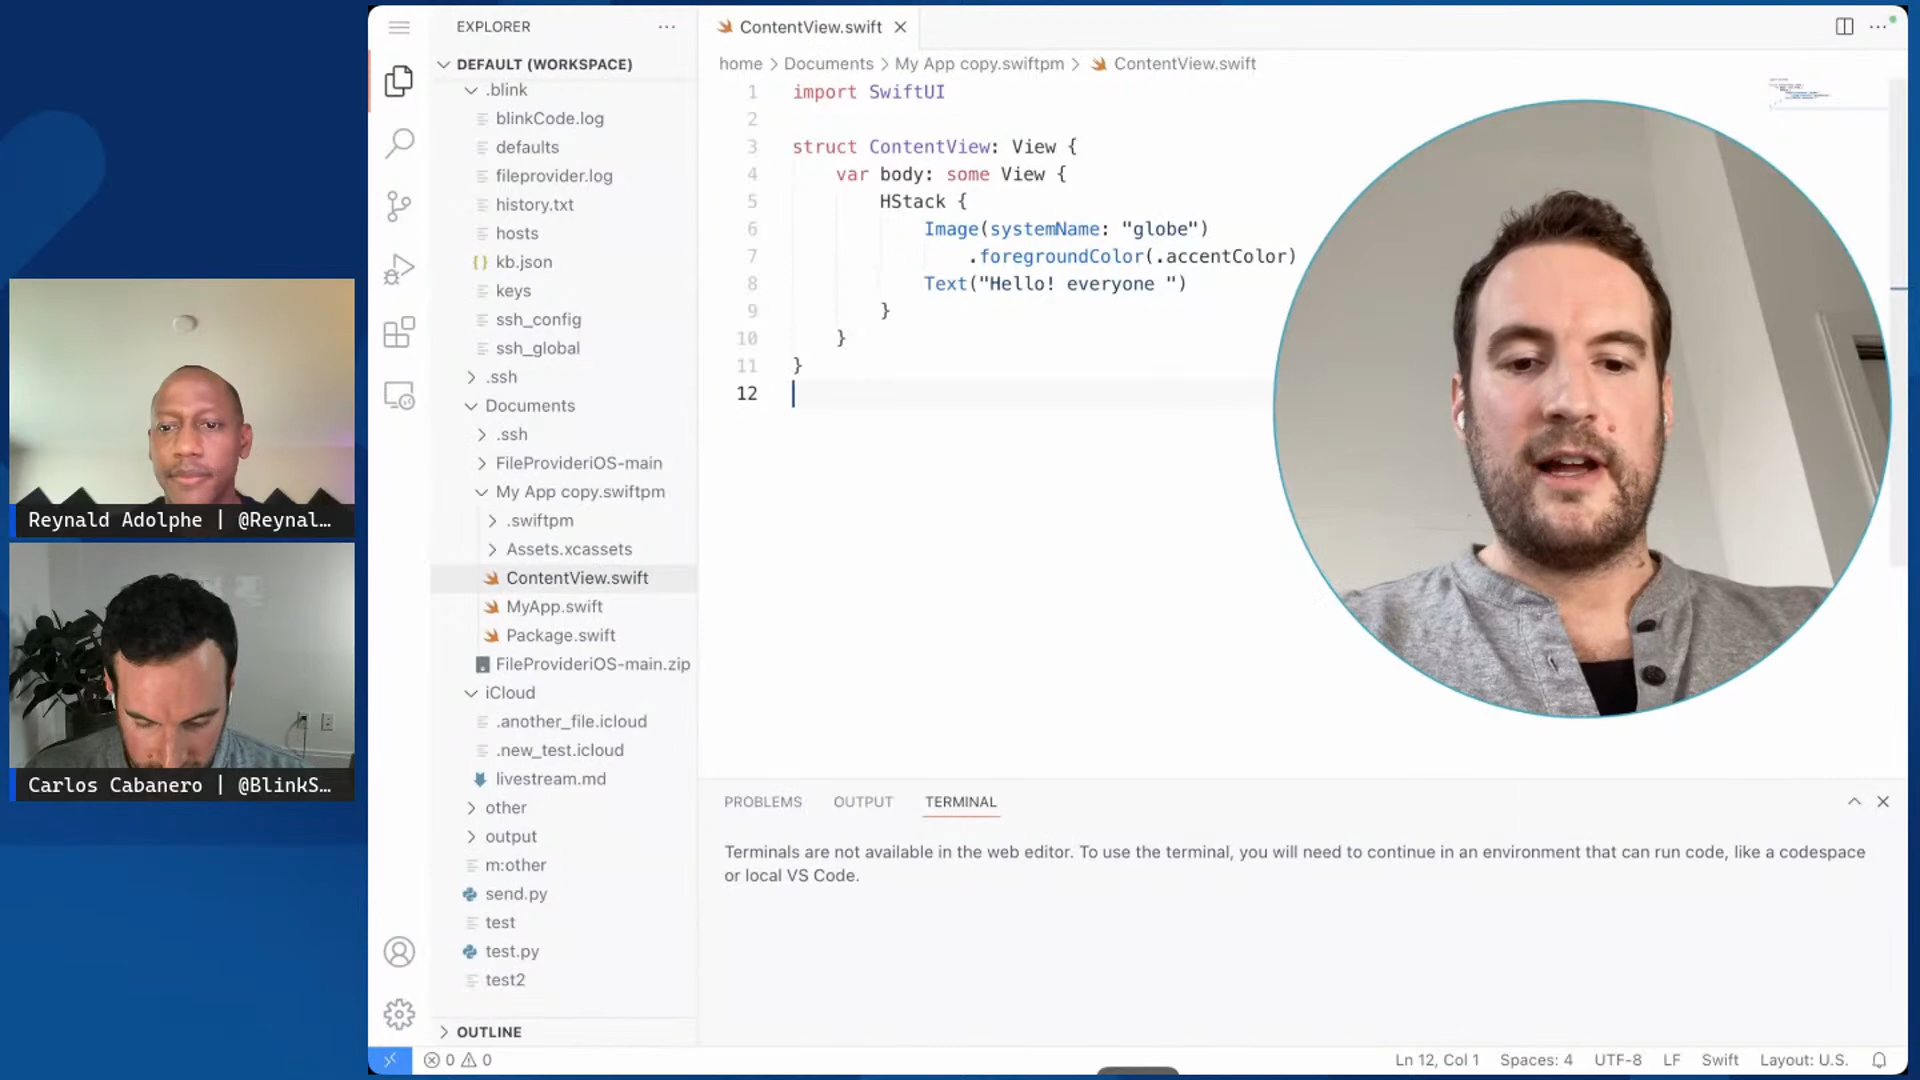 EXPLORER
DEFAULT (WORKSPACE)
.blink
blinkCode.log
defaults
fileprovider.log
history.txt
hosts
kb.json
keys
ssh_config
ssh_global
.ssh
Documents
.ssh
FileProvideriOS-main
My App copy.swiftpm
.swiftpm
Assets.xcassets
ContentView.swift
MyApp.swift
Package.swift
FileProvideriOS-main.zip
iCloud
.another_file.icloud
.new_test.icloud
livestream.md
other
output
m:other
send.py
test
test.py
test2
OUTLINE
ContentView.swift
home > Documents > My App copy.swiftpm > ContentView.swift
1 import SwiftUI
2
3 struct ContentView: View {
4 var body: some View {
5 HStack {
6 Image(systemName: "globe")
7 .foregroundColor(.accentColor)
8 Text("Hello! everyone ")
9 }
10 }
11 }
12
PROBLEMS OUTPUT TERMINAL
Terminals are not available in the web editor. To use the terminal, you will need to continue in an environment that can run code, like a codespace
or local VS Code.
0 0
Ln 12, Col 1 Spaces: 4 UTF-8 LF Swift Layout: U.S.
Reynald Adolphe | @Reynal...
Carlos Cabanero | @BlinkS...